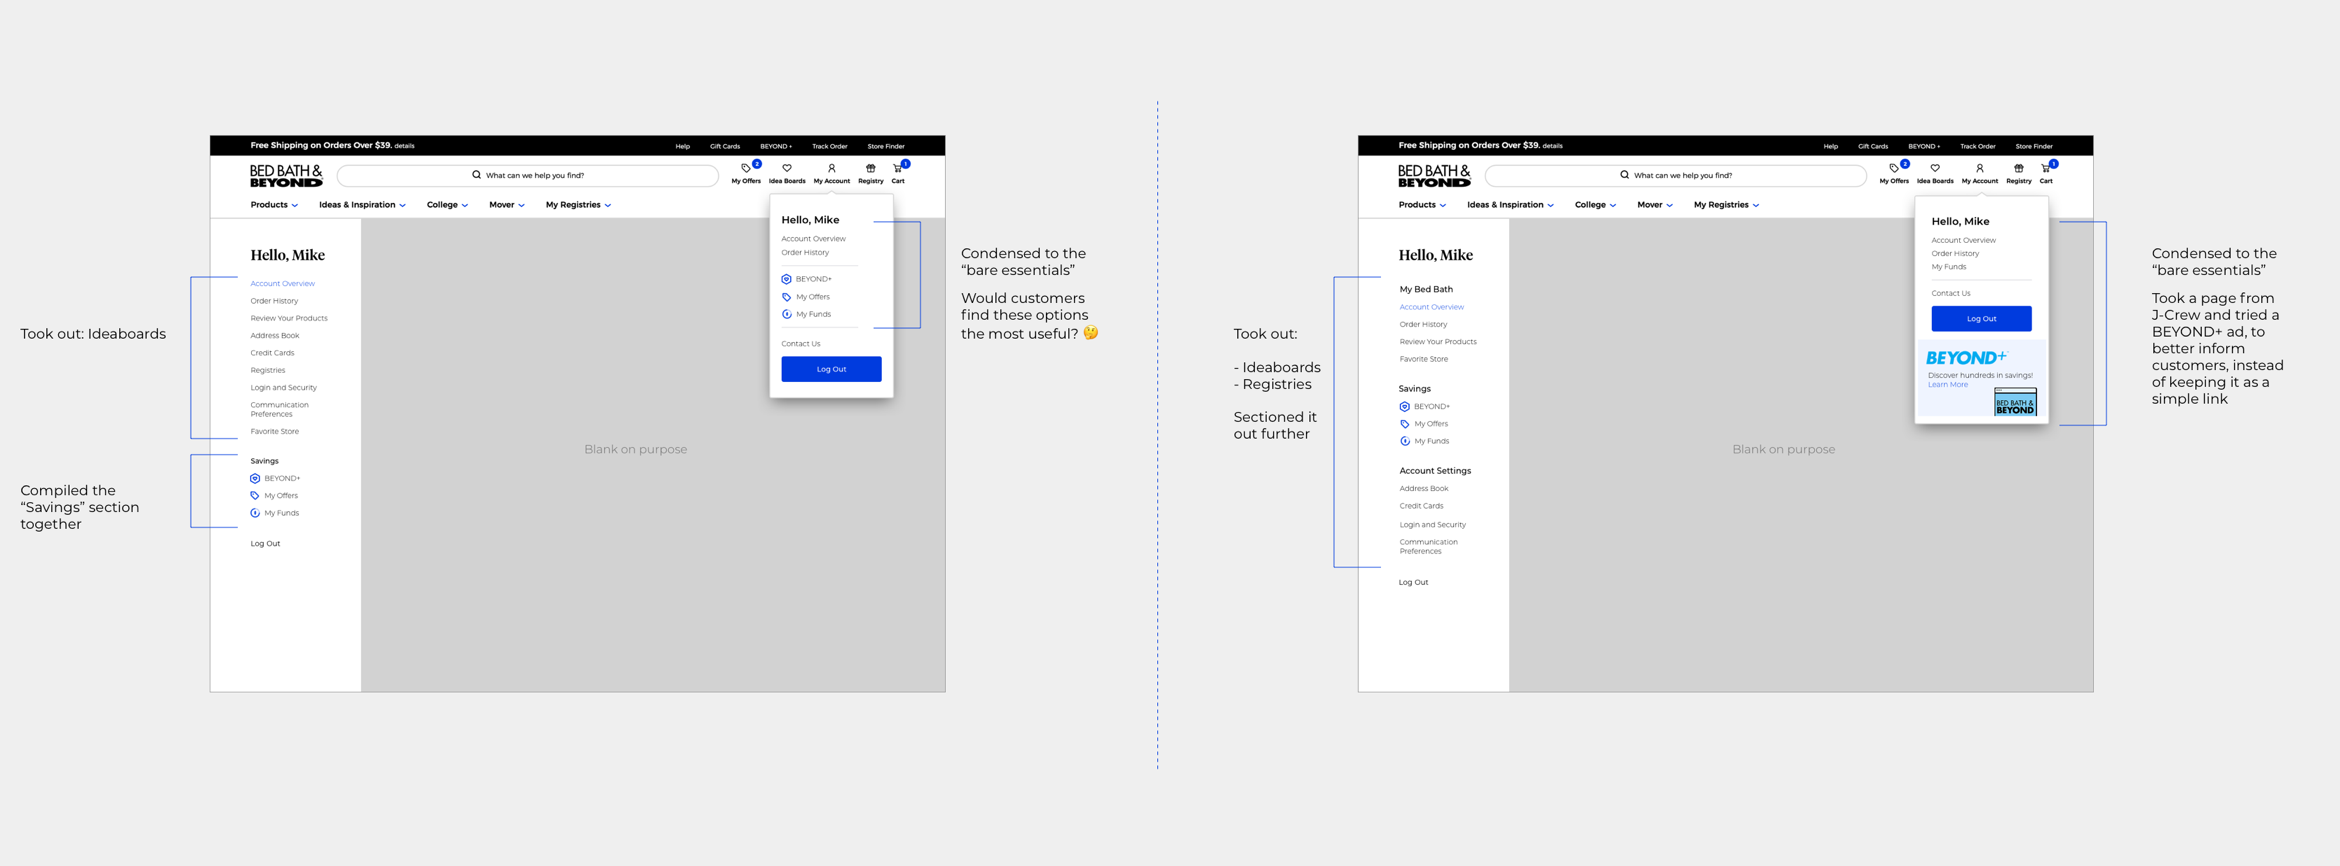 Free Shipping on Orders Over $39. details
Help
Gift Cards
BEYOND +
Track Order
Store Finder
BED BATH &
BEYOND
What can we help you find?
2
My Offers
Idea Boards
My Account
Registry
1
Cart
Products
Ideas & Inspiration
College
Mover
My Registries
Hello, Mike
Account Overview
Order History
Review Your Products
Address Book
Credit Cards
Registries
Login and Security
Communication
Preferences
Favorite Store
Savings
BEYOND+
My Offers
My Funds
Log Out
Took out: Ideaboards
Compiled the
“Savings” section
together
Blank on purpose
Hello, Mike
Account Overview
Order History
BEYOND+
My Offers
My Funds
Contact Us
Log Out
Condensed to the
“bare essentials”
Would customers
find these options
the most useful? 🤔
Free Shipping on Orders Over $39. details
Help
Gift Cards
BEYOND +
Track Order
Store Finder
BED BATH &
BEYOND
What can we help you find?
2
My Offers
Idea Boards
My Account
Registry
1
Cart
Products
Ideas & Inspiration
College
Mover
My Registries
Took out:
- Ideaboards
- Registries
Sectioned it
out further
Hello, Mike
My Bed Bath
Account Overview
Order History
Review Your Products
Favorite Store
Savings
BEYOND+
My Offers
My Funds
Account Settings
Address Book
Credit Cards
Login and Security
Communication
Preferences
Log Out
Blank on purpose
Hello, Mike
Account Overview
Order History
My Funds
Contact Us
Log Out
BEYOND+
Discover hundreds in savings!
Learn More
BED BATH &
BEYOND
Condensed to the
“bare essentials”
Took a page from
J-Crew and tried a
BEYOND+ ad, to
better inform
customers, instead
of keeping it as a
simple link